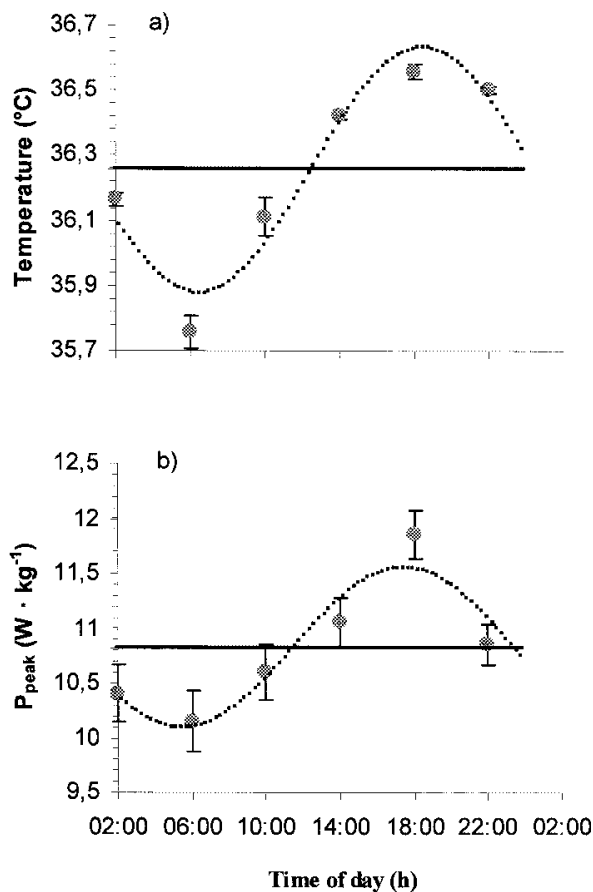 a)
Temperature (°C)
36,7
36,5
36,3
36,1
35,9
35,7
b)
P_peak (W · kg⁻¹)
12,5
12
11,5
11
10,5
10
9,5
02:00 06:00 10:00 14:00 18:00 22:00 02:00
Time of day (h)